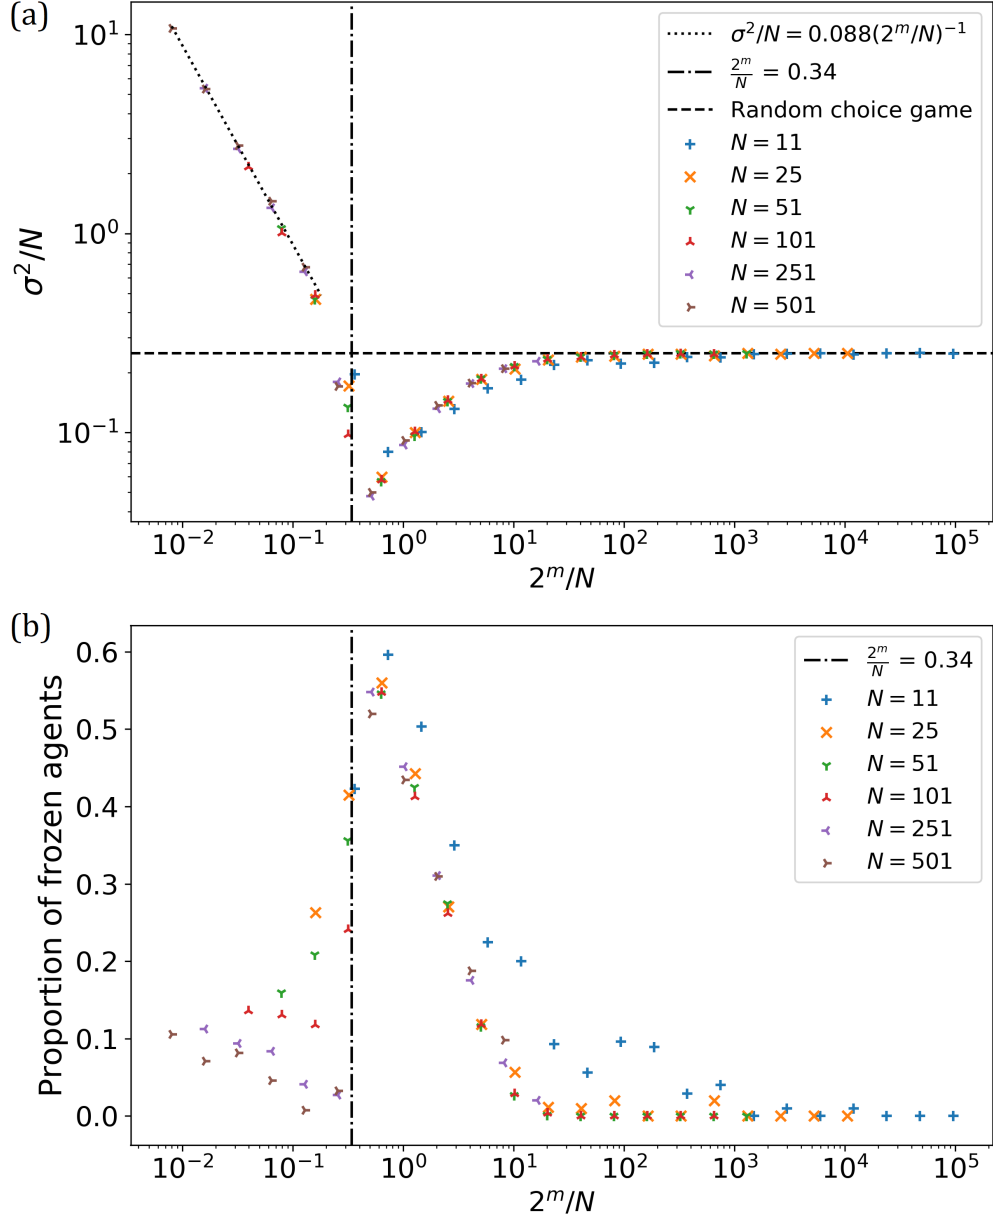 (a)
10^1
10^0
10^{-1}
σ^2/N
σ^2/N = 0.088(2^m/N)^{-1}
\frac{2^m}{N} = 0.34
Random choice game
N = 11
N = 25
N = 51
N = 101
N = 251
N = 501
10^{-2} 10^{-1} 10^0 10^1 10^2 10^3 10^4 10^5
2^m/N
(b)
0.6
0.5
0.4
0.3
0.2
0.1
0.0
Proportion of frozen agents
\frac{2^m}{N} = 0.34
N = 11
N = 25
N = 51
N = 101
N = 251
N = 501
10^{-2} 10^{-1} 10^0 10^1 10^2 10^3 10^4 10^5
2^m/N